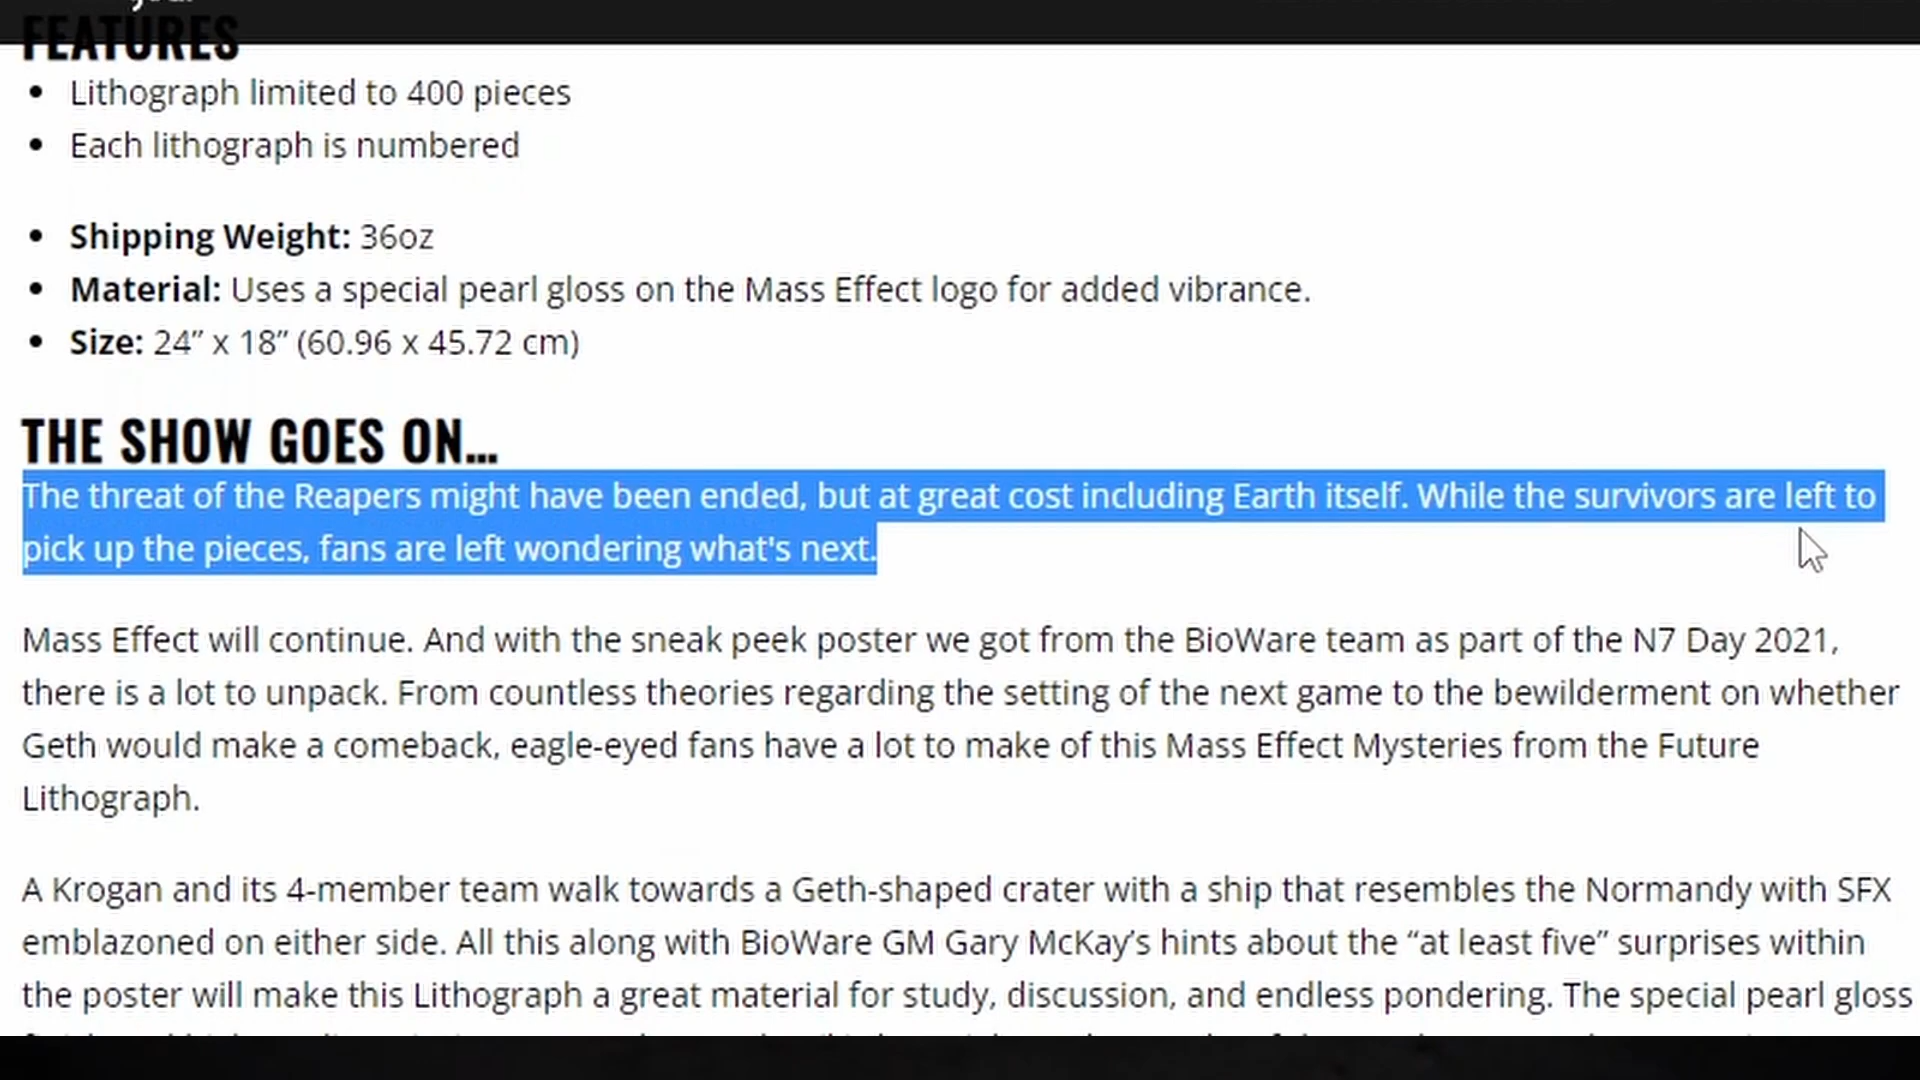 FEATURES
• Lithograph limited to 400 pieces
• Each lithograph is numbered
• Shipping Weight: 36oz
• Material: Uses a special pearl gloss on the Mass Effect logo for added vibrance.
• Size: 24” x 18” (60.96 x 45.72 cm)
THE SHOW GOES ON...
The threat of the Reapers might have been ended, but at great cost including Earth itself. While the survivors are left to
pick up the pieces, fans are left wondering what's next.
Mass Effect will continue. And with the sneak peek poster we got from the BioWare team as part of the N7 Day 2021,
there is a lot to unpack. From countless theories regarding the setting of the next game to the bewilderment on whether
Geth would make a comeback, eagle-eyed fans have a lot to make of this Mass Effect Mysteries from the Future
Lithograph.
A Krogan and its 4-member team walk towards a Geth-shaped crater with a ship that resembles the Normandy with SFX
emblazoned on either side. All this along with BioWare GM Gary McKay’s hints about the “at least five” surprises within
the poster will make this Lithograph a great material for study, discussion, and endless pondering. The special pearl gloss